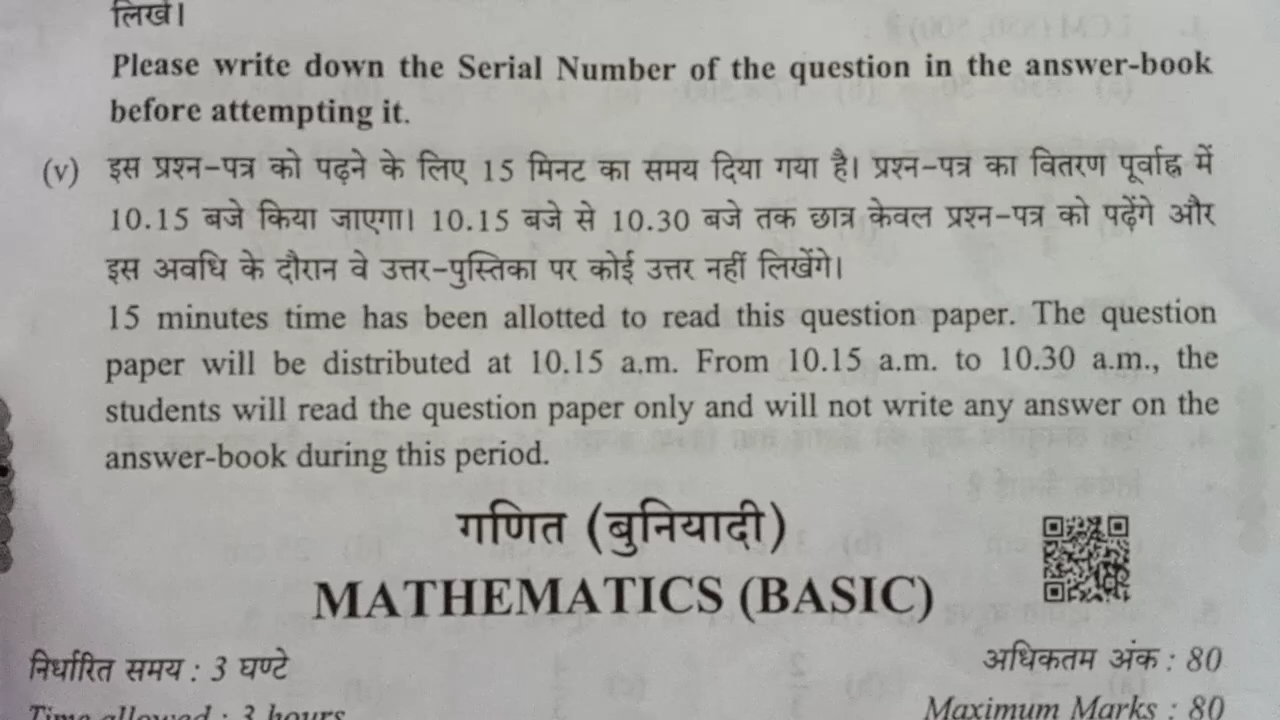 लिखें।
Please write down the Serial Number of the question in the answer-book
before attempting it.
(v) इस प्रश्न-पत्र को पढ़ने के लिए 15 मिनट का समय दिया गया है। प्रश्न-पत्र का वितरण पूर्वाह्न में
10.15 बजे किया जाएगा। 10.15 बजे से 10.30 बजे तक छात्र केवल प्रश्न-पत्र को पढ़ेंगे और
इस अवधि के दौरान वे उत्तर-पुस्तिका पर कोई उत्तर नहीं लिखेंगे।
15 minutes time has been allotted to read this question paper. The question
paper will be distributed at 10.15 a.m. From 10.15 a.m. to 10.30 a.m., the
students will read the question paper only and will not write any answer on the
answer-book during this period.
गणित (बुनियादी)
MATHEMATICS (BASIC)
निर्धारित समय : 3 घण्टे अधिकतम अंक : 80
Time allowed : 3 hours Maximum Marks : 80